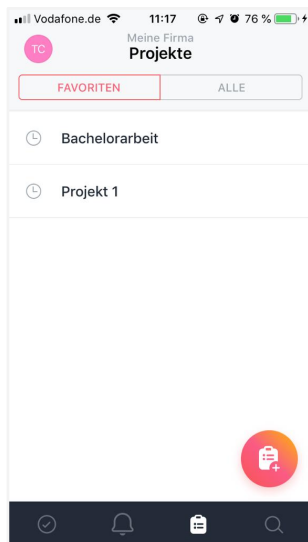 Vodafone.de 11:17 76 %
Meine Firma
TC
Projekte
FAVORITEN ALLE
Bachelorarbeit
Projekt 1